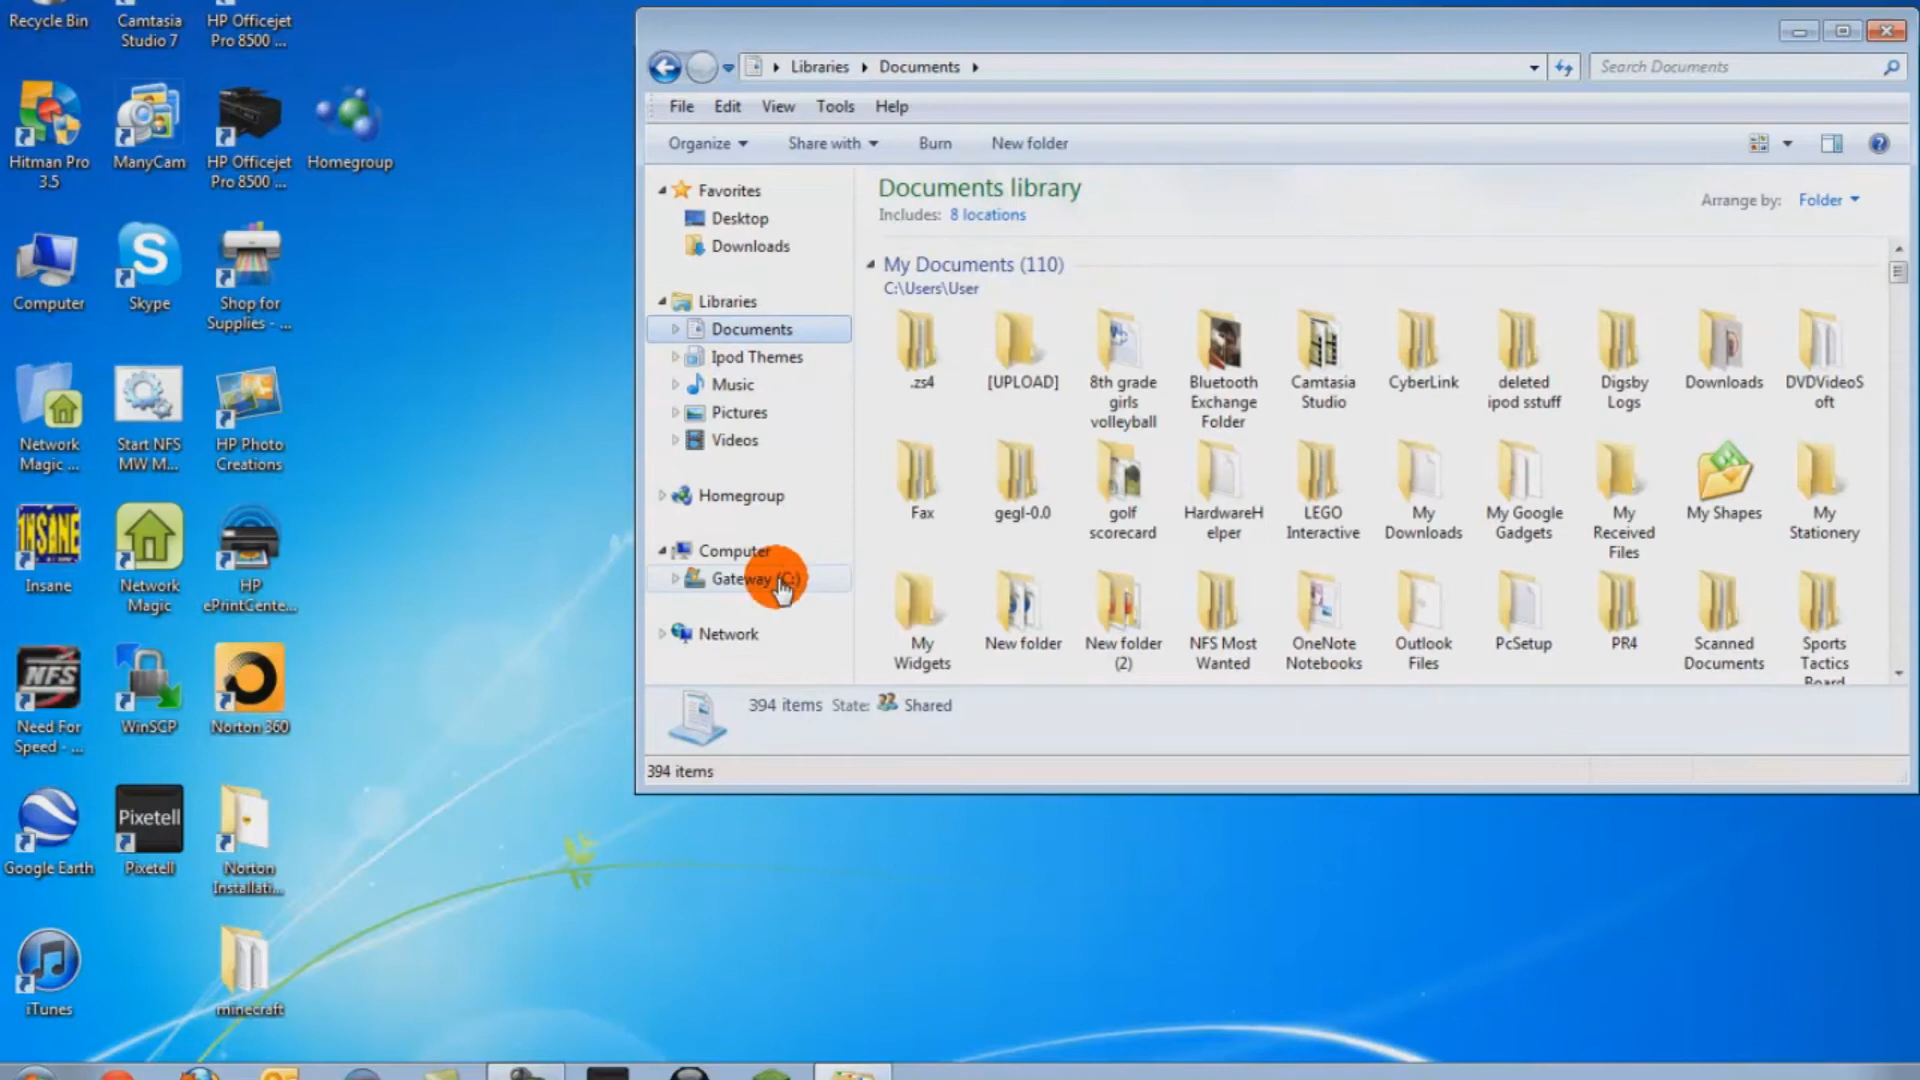 Recycle Bin
Camtasia
Studio 7
HP Officejet
Pro 8500 ...
Hitman Pro
3.5
ManyCam
HP Officejet
Pro 8500 ...
Homegroup
Computer
Skype
Shop for
Supplies - ...
Network
Magic ...
Start NFS
MW M...
HP Photo
Creations
INSANE
Insane
Network
Magic
HP
ePrintCente...
NFS
Need For
Speed - ...
WinSCP
Norton 360
Google Earth
Pixetell
Pixetell
Norton
Installati...
iTunes
minecraft
Libraries
Documents
Search Documents
File
Edit
View
Tools
Help
Organize
Share with
Burn
New folder
Favorites
Desktop
Downloads
Libraries
Documents
Ipod Themes
Music
Pictures
Videos
Homegroup
Computer
Gateway (C:)
Network
Documents library
Includes: 8 locations
Arrange by: Folder
My Documents (110)
C:\Users\User
.zs4
[UPLOAD]
8th grade
girls
volleyball
Bluetooth
Exchange
Folder
Camtasia
Studio
CyberLink
deleted
ipod sstuff
Digsby
Logs
Downloads
DVDVideoS
oft
Fax
gegl-0.0
golf
scorecard
HardwareH
elper
LEGO
Interactive
My
Downloads
My Google
Gadgets
My
Received
Files
My Shapes
My
Stationery
My
Widgets
New folder
New folder
(2)
NFS Most
Wanted
OneNote
Notebooks
Outlook
Files
PcSetup
PR4
Scanned
Documents
Sports
Tactics
Board
394 items State: Shared
394 items